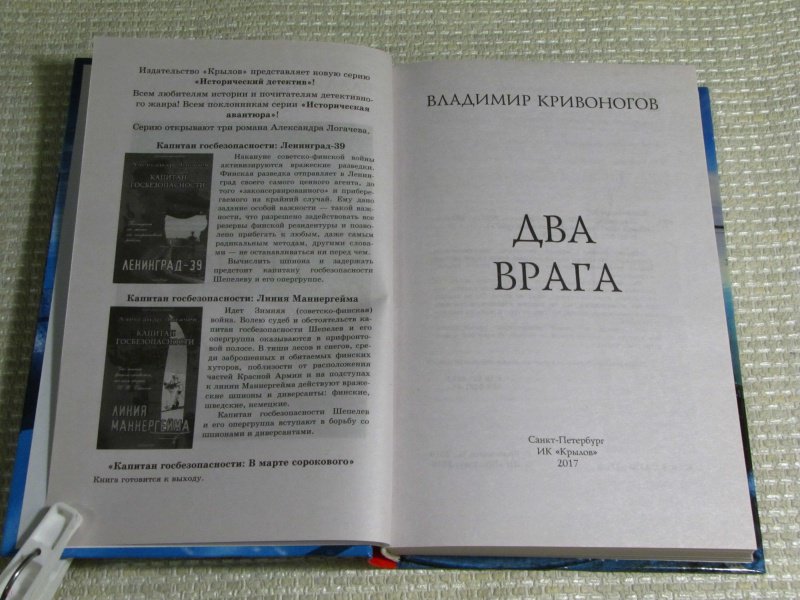 Издательство «Крылов» представляет новую серию
«Исторический детектив»!
Всем любителям истории и почитателям детективно-
го жанра! Всем поклонникам серии «Историческая
авантюра»!
Серию открывают три романа Александра Логачева.
Капитан госбезопасности: Ленинград-39
КАПИТАН
ГОСБЕЗОПАСНОСТИ
ЛЕНИНГРАД-39
Накануне советско-финской войны
активизируются вражеские разведки.
Финская разведка отправляет в Ленин-
град своего самого ценного агента, до
того «законсервированного» и приберег-
аемого на крайний случай. Ему дано
задание особой важности — такой важ-
ности, что разрешено задействовать все
резервы финской резидентуры и позво-
лено прибегать к любым, даже самым
радикальным методам, другими слова-
ми — не останавливаться ни перед чем.
Вычислить шпиона и задержать
предстоит капитану госбезопасности
Шепелеву и его опергруппе.
Капитан госбезопасности: Линия Маннергейма
КАПИТАН
ГОСБЕЗОПАСНОСТИ
ЛИНИЯ
МАННЕРГЕЙМА
Идет Зимняя (советско-финская)
война. Волею судеб и обстоятельств ка-
питан госбезопасности Шепелев и его
опергруппа оказываются в прифронто-
вой полосе. В тиши лесов и снегов, сре-
ди заброшенных и обитаемых финских
хуторов, поблизости от расположения
частей Красной Армии и на подступах
к линии Маннергейма действуют враже-
ские шпионы и диверсанты: финские,
шведские, немецкие.
Капитан госбезопасности Шепелев
и его опергруппа вступают в борьбу со
шпионами и диверсантами.
«Капитан госбезопасности: В марте сорокового»
Книга готовится к выходу.
ВЛАДИМИР КРИВОНОГОВ
ДВА
ВРАГА
Санкт-Петербург
ИК «Крылов»
2017